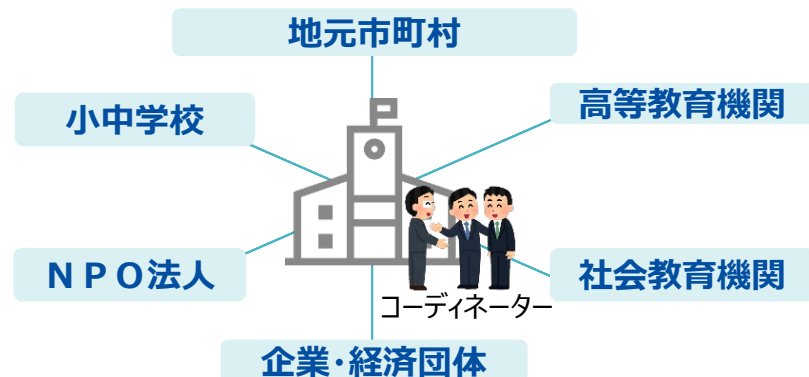 地元市町村
高等教育機関
小中学校
ＮＰＯ法人
社会教育機関
コーディネーター
企業・経済団体